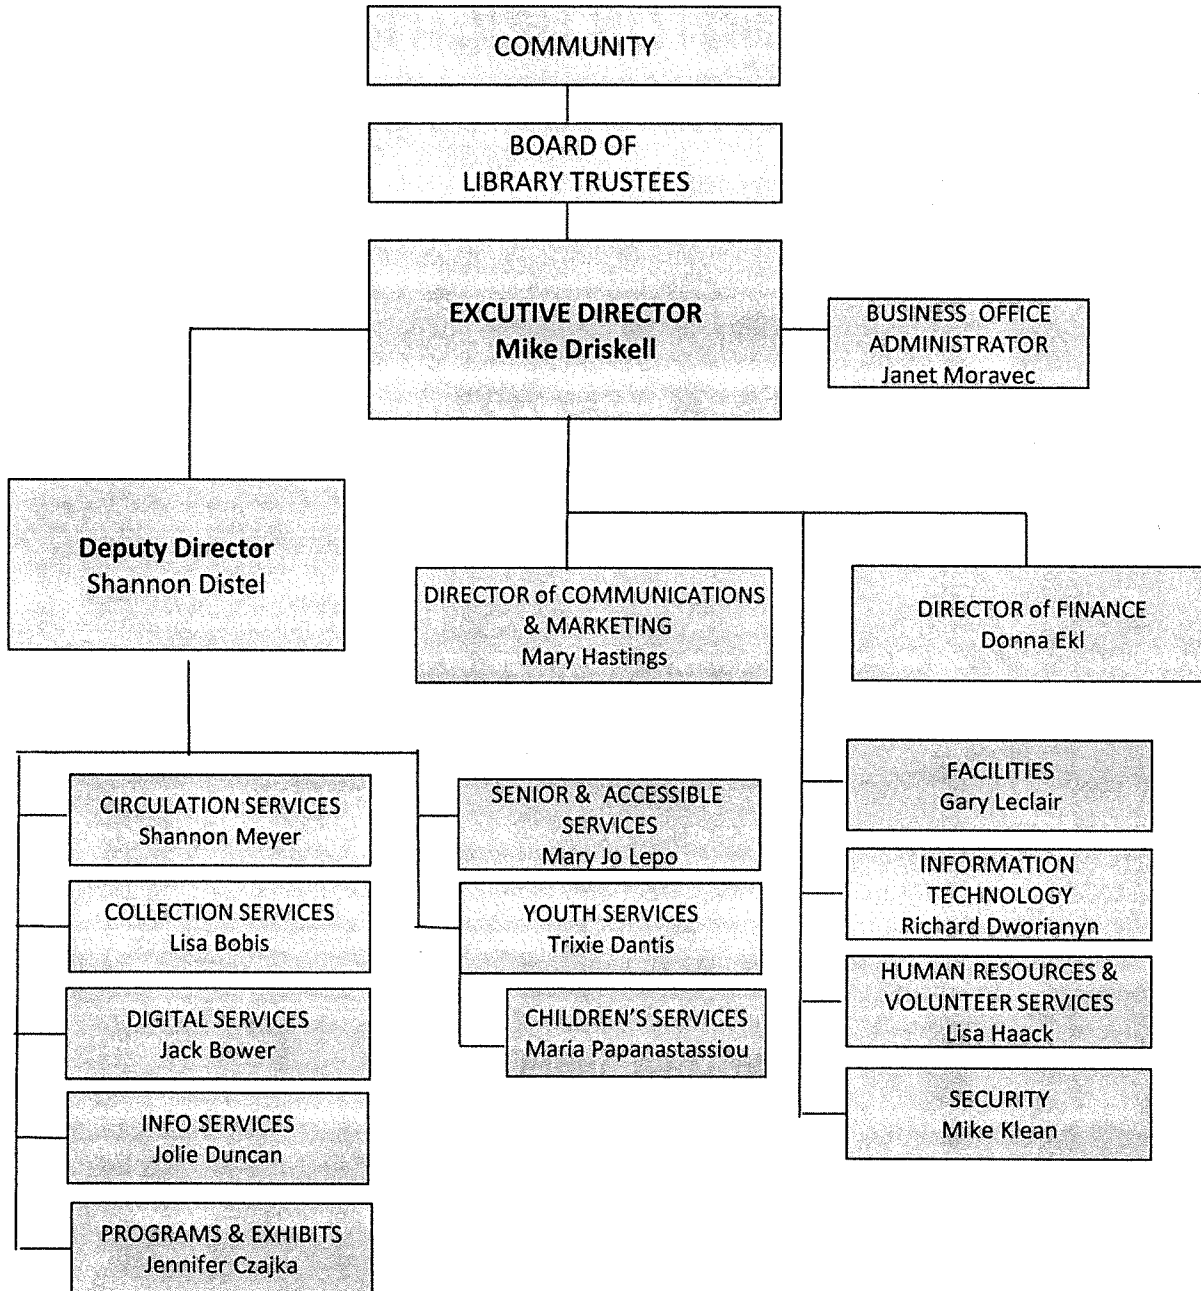 COMMUNITY
BOARD OF
LIBRARY TRUSTEES
EXCUTIVE DIRECTOR
Mike Driskell
BUSINESS OFFICE
ADMINISTRATOR
Janet Moravec
Deputy Director
Shannon Distel
DIRECTOR of COMMUNICATIONS
& MARKETING
Mary Hastings
DIRECTOR of FINANCE
Donna Ekl
CIRCULATION SERVICES
Shannon Meyer
COLLECTION SERVICES
Lisa Bobis
DIGITAL SERVICES
Jack Bower
INFO SERVICES
Jolie Duncan
PROGRAMS & EXHIBITS
Jennifer Czajka
SENIOR & ACCESSIBLE
SERVICES
Mary Jo Lepo
YOUTH SERVICES
Trixie Dantis
CHILDREN'S SERVICES
Maria Papanastassiou
FACILITIES
Gary Leclair
INFORMATION
TECHNOLOGY
Richard Dworianyn
HUMAN RESOURCES &
VOLUNTEER SERVICES
Lisa Haack
SECURITY
Mike Klean